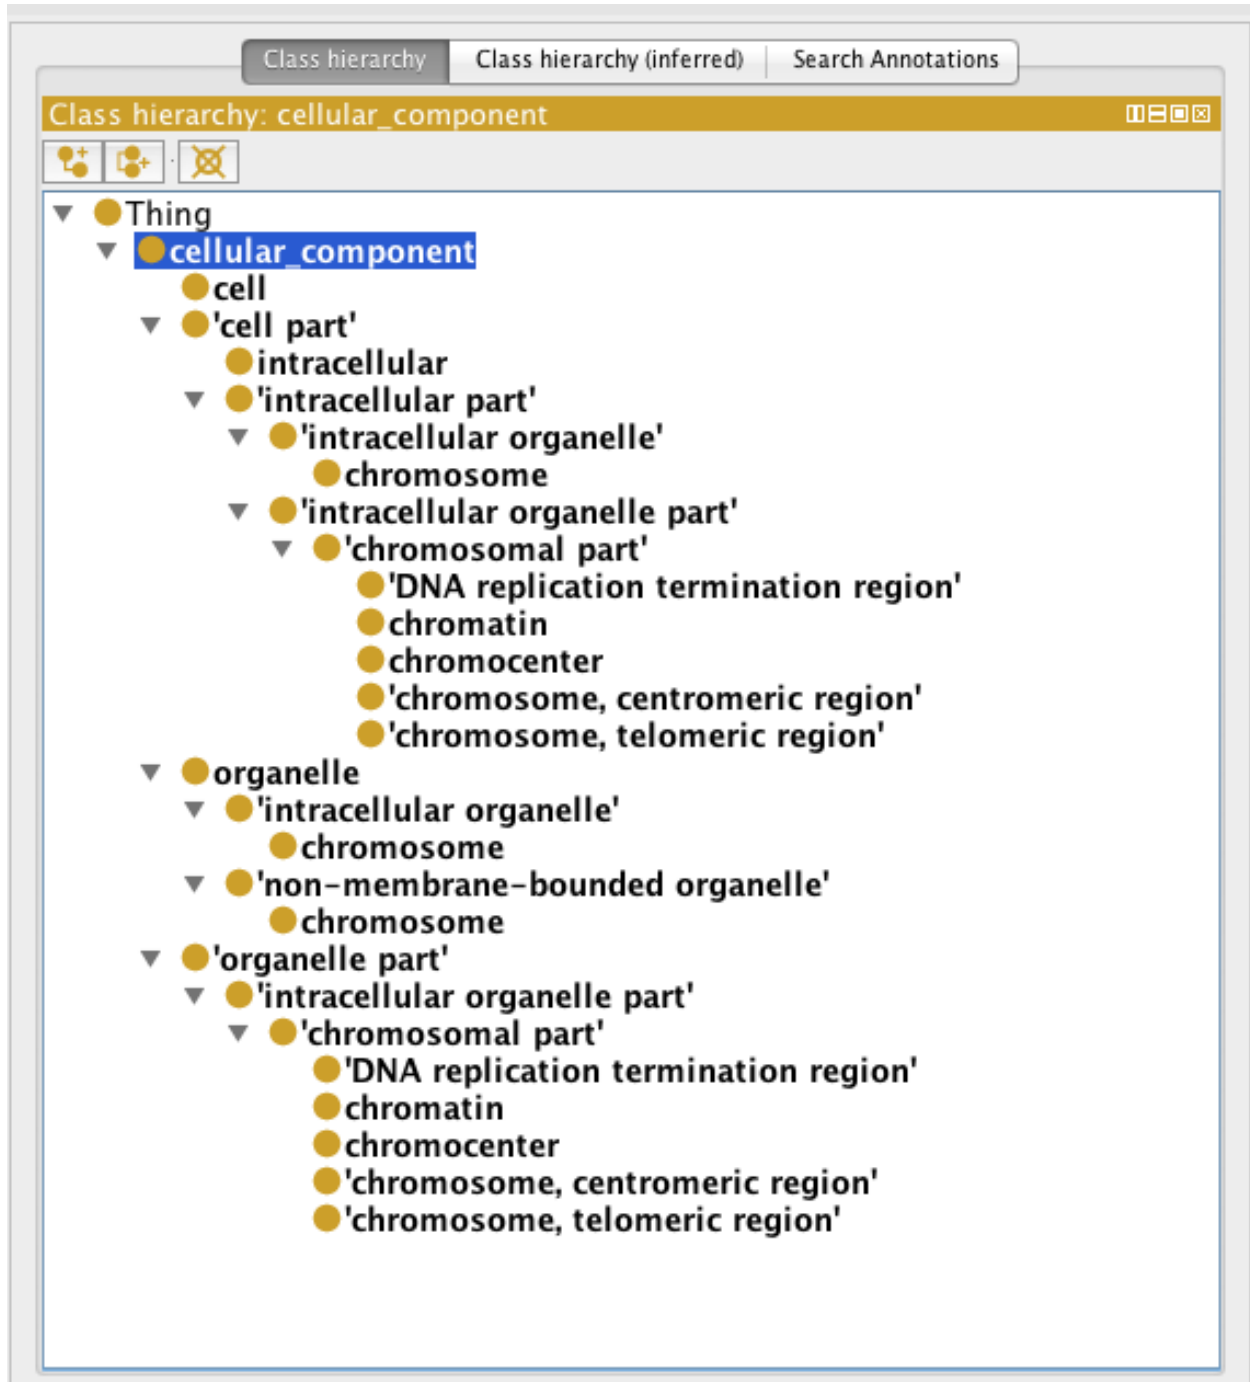 Class hierarchy Class hierarchy (inferred) Search Annotations
Class hierarchy: cellular_component
Thing
cellular_component
cell
'cell part'
intracellular
'intracellular part'
'intracellular organelle'
chromosome
'intracellular organelle part'
'chromosomal part'
'DNA replication termination region'
chromatin
chromocenter
'chromosome, centromeric region'
'chromosome, telomeric region'
organelle
'intracellular organelle'
chromosome
'non-membrane-bounded organelle'
chromosome
'organelle part'
'intracellular organelle part'
'chromosomal part'
'DNA replication termination region'
chromatin
chromocenter
'chromosome, centromeric region'
'chromosome, telomeric region'